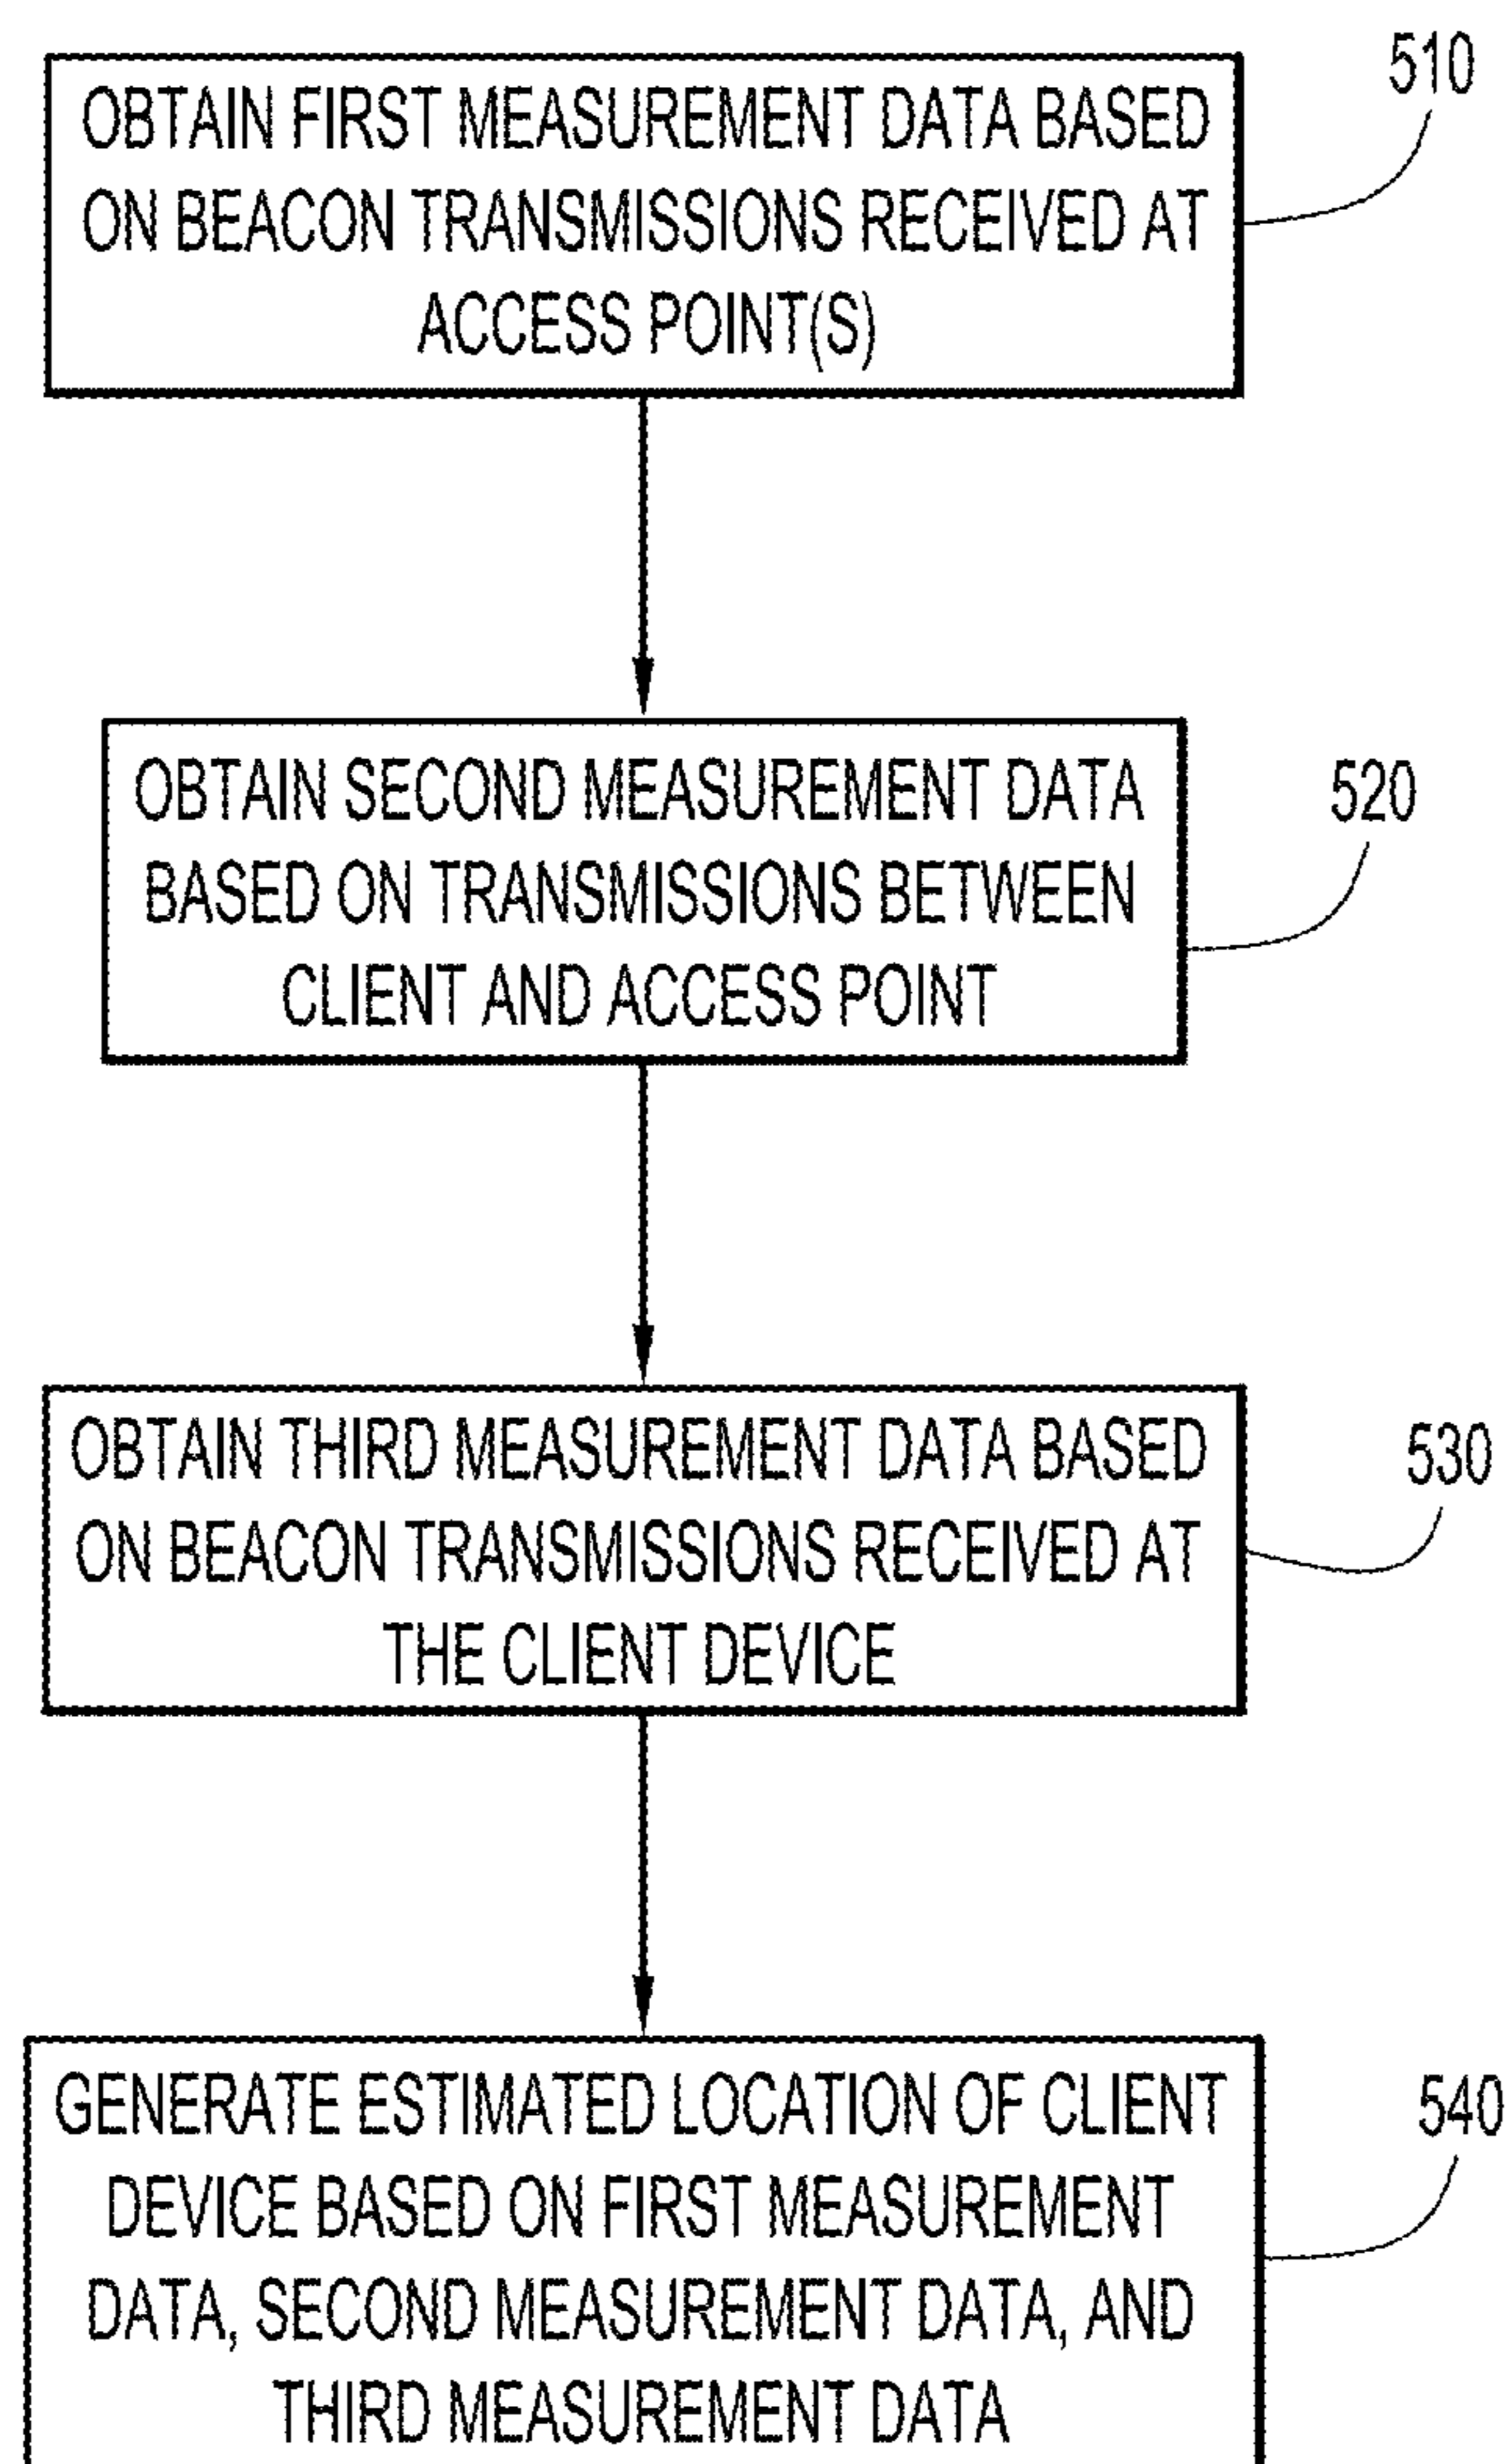 510
OBTAIN FIRST MEASUREMENT DATA BASED
ON BEACON TRANSMISSIONS RECEIVED AT
ACCESS POINT(S)
520
OBTAIN SECOND MEASUREMENT DATA
BASED ON TRANSMISSIONS BETWEEN
CLIENT AND ACCESS POINT
530
OBTAIN THIRD MEASUREMENT DATA BASED
ON BEACON TRANSMISSIONS RECEIVED AT
THE CLIENT DEVICE
540
GENERATE ESTIMATED LOCATION OF CLIENT
DEVICE BASED ON FIRST MEASUREMENT
DATA, SECOND MEASUREMENT DATA, AND
THIRD MEASUREMENT DATA